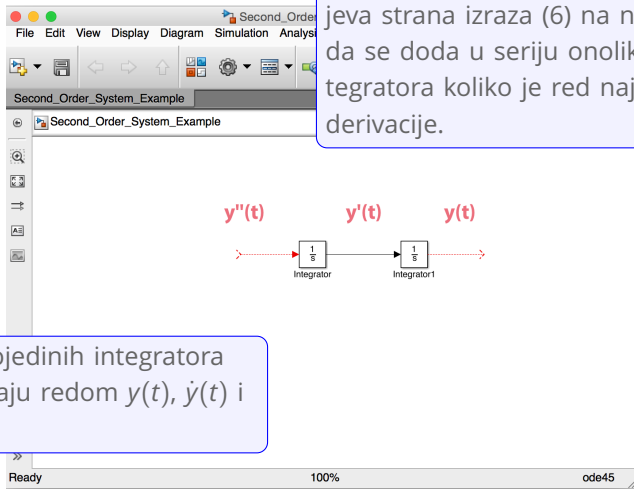 Second_Order
File Edit View Display Diagram Simulation Analysi
Second_Order_System_Example
Second_Order_System_Example
jeva strana izraza (6) na n
da se doda u seriju onolik
tegratora koliko je red naj
derivacije.
y"(t) y'(t) y(t)
1/s 1/s
Integrator Integrator1
ojedinih integratora
aju redom y(t), ẏ(t) i
Ready 100% ode45